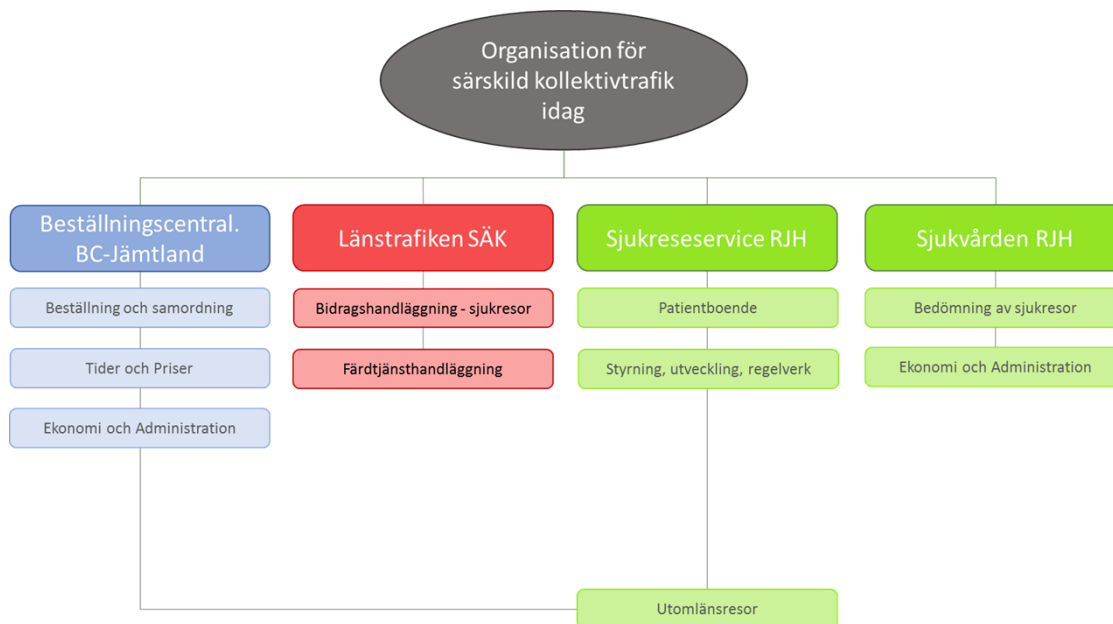 Organisation för
särskild kollektivtrafik
idag
Beställningscentral.
BC-Jämtland
Länstrafiken SÄK
Sjukreseservice RJH
Sjukvården RJH
Beställning och samordning
Bidragshandläggning - sjukresor
Patientboende
Bedömning av sjukresor
Tider och Priser
Färdtjänsthandläggning
Styrning, utveckling, regelverk
Ekonomi och Administration
Ekonomi och Administration
Utomlänsresor